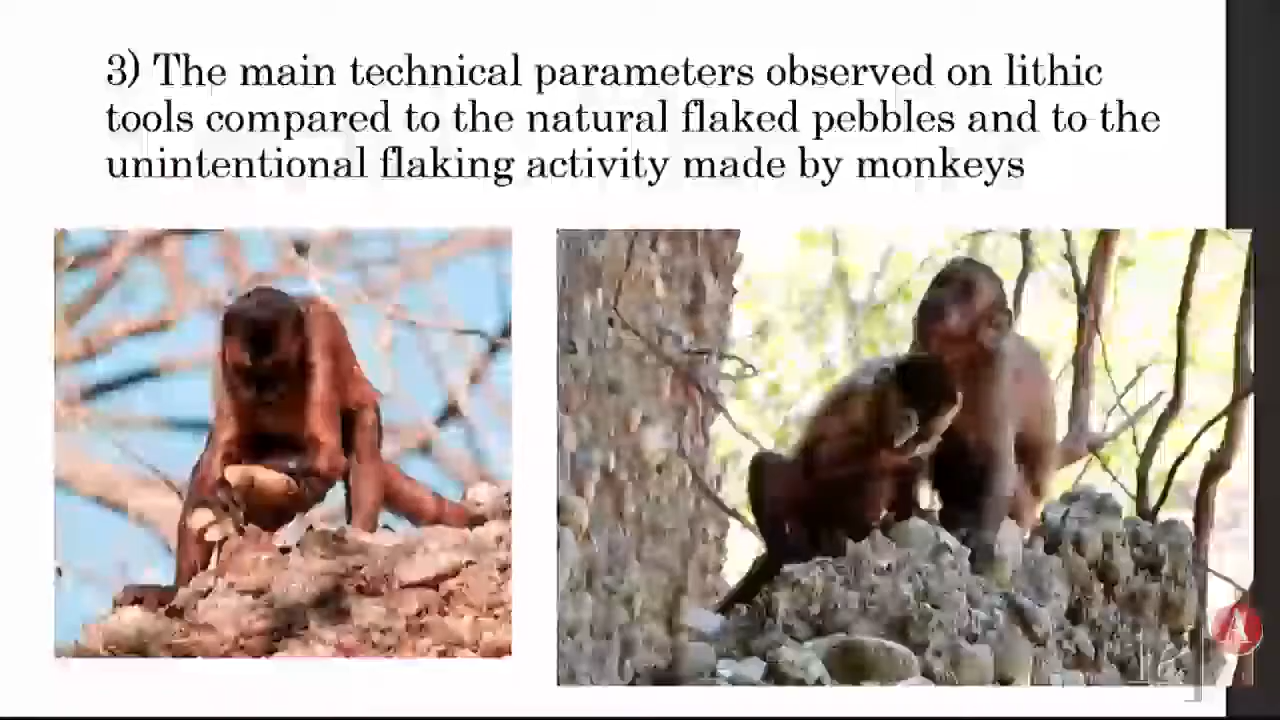 3) The main technical parameters observed on lithic
tools compared to the natural flaked pebbles and to the
unintentional flaking activity made by monkeys